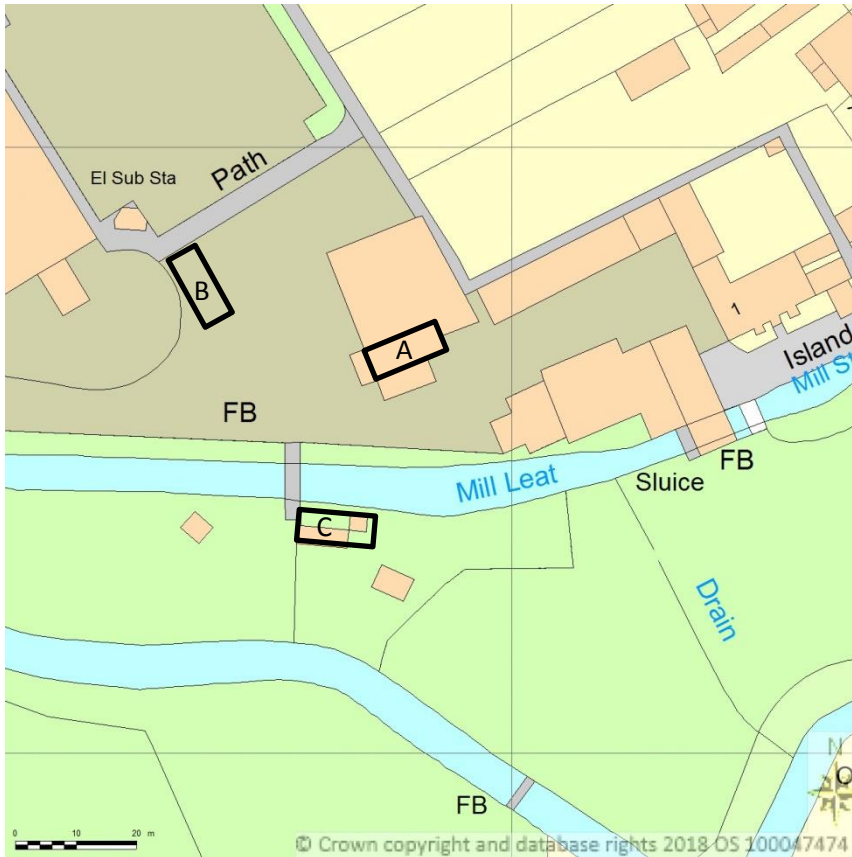 El Sub Sta
Path
B
A
1
Island
Mill St
FB
Mill Leat
Sluice
FB
C
Drain
N
FB
0 10 20 m
© Crown copyright and database rights 2018 OS 100047474